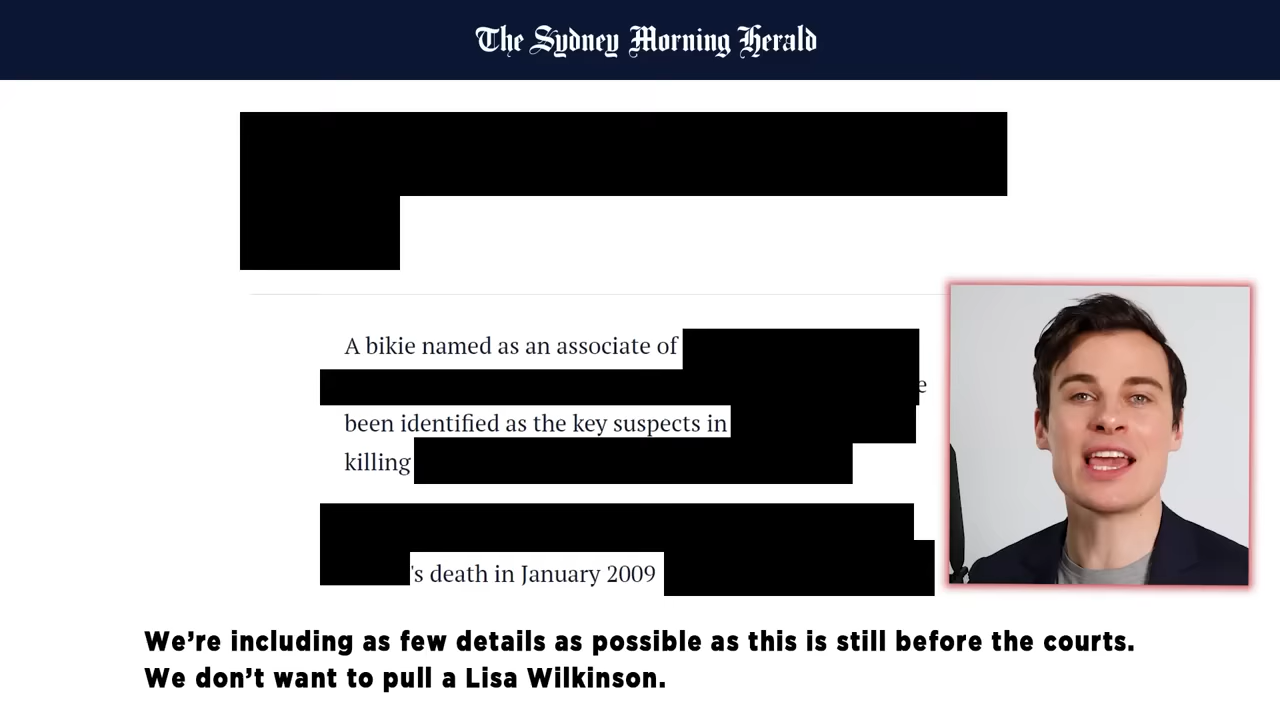 The Sydney Morning Herald
A bikie named as an associate of
e
been identified as the key suspects in
killing
's death in January 2009
We're including as few details as possible as this is still before the courts.
We don't want to pull a Lisa Wilkinson.